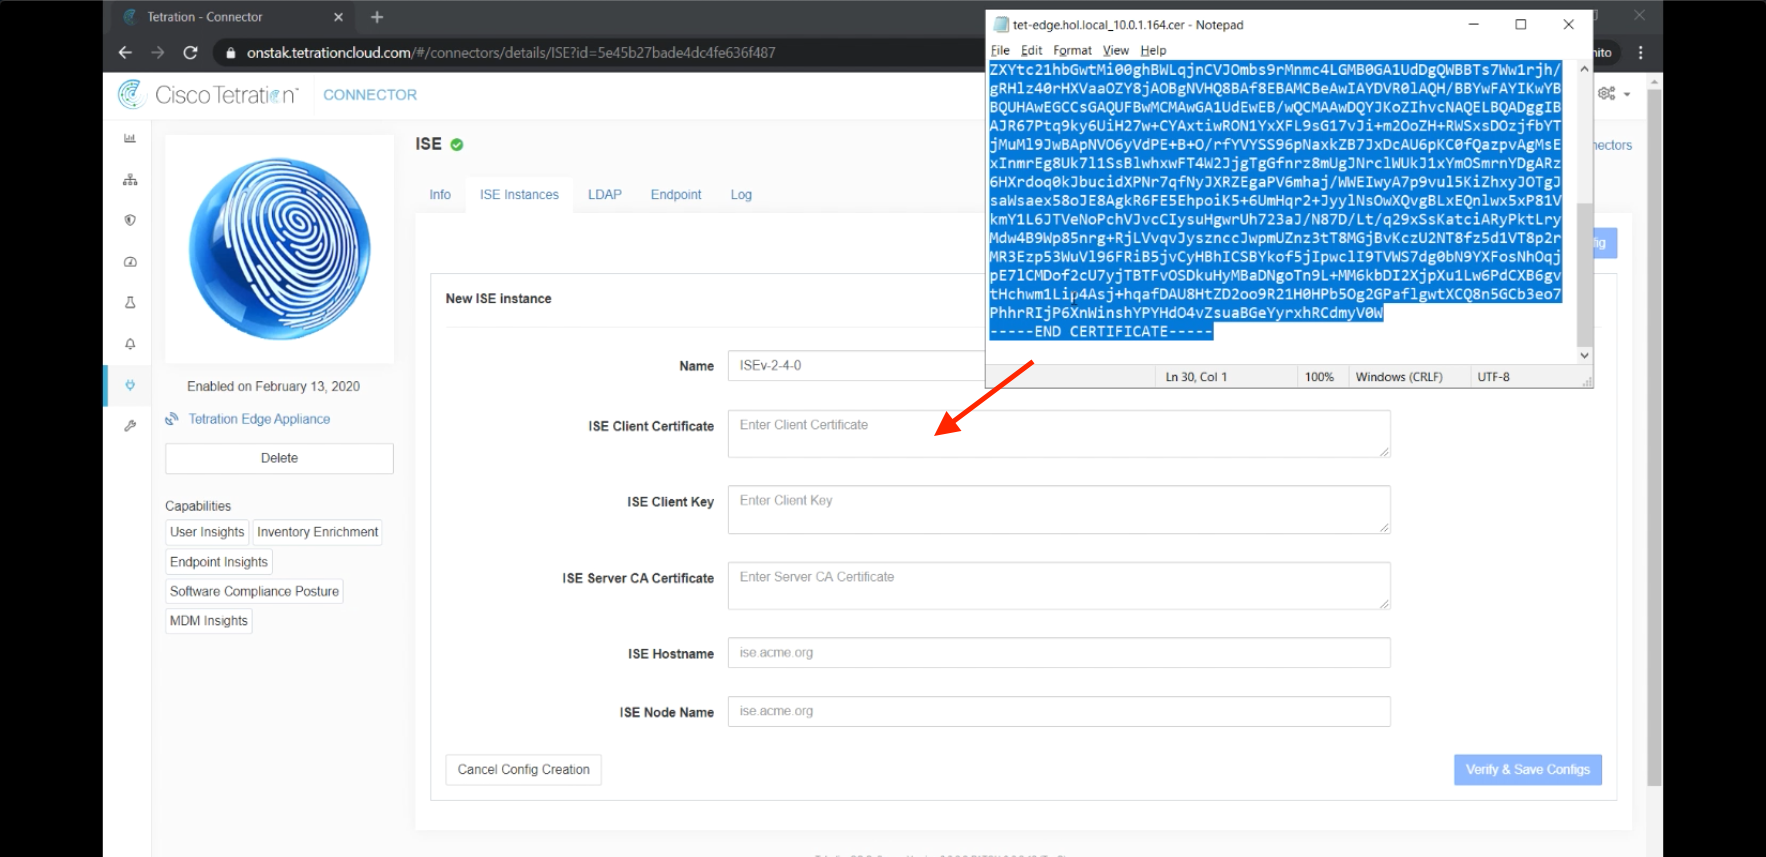 Tetration - Connector
tet-edge.hol.local_10.0.1.164.cer - Notepad
File Edit Format View Help
onstak.tetrationcloud.com/#/connectors/details/ISE?id=5e45b27bade4dc4fe636f487
ZXYtc21hbGwtMi00ghBWLqjnCVJOmbs9rMnmc4LGMB0GA1UdDgQWBBTs7Ww1rjh/
gRHlz40rHXVaaOZY8jAOBgNVHQ8BAf8EBAMCBeAwIAYDVR0lAQH/BBYwFAYIKwYB
BQUHAwEGCCsGAQUFBwMCMAwGA1UdEwEB/wQCMAAwDQYJKoZIhvcNAQELBQADggIB
AJR67Ptq9ky6UiH27w+CYAxtiwRON1YxXFL9sG17vJi+m2OoZH+RWSxsDOzjfbYT
jMuMl9JwBApNVO6yVdPE+B+O/rfYVYSS96pNaxkZB7JxDcAU6pKC0fQazpvAgMsE
xInmrEg8Uk7l1SsBlwhxwFT4W2JjgTgGfnrz8mUgJNrclWUkJ1xYmOSmrnYDgARz
6HXrdoq0kJbucidXPNr7qfNyJXRZEgaPV6mhaj/WWEIwyA7p9vul5KiZhxyJOTgJ
saWsaex58oJE8AgkR6FE5EhpoiK5+6UmHqr2+JyylNsOwXQvgBLxEQnlwx5xP81V
kmY1L6JTVeNoPchVJvcCIysuHgwrUh723aJ/N87D/Lt/q29xSsKatciARyPktLry
Mdw4B9Wp85nrg+RjLVvqvJysznccJwpmUZnz3tT8MGjBvKczU2NT8fz5d1VT8p2r
MR3Ezp53WuVl96FRiB5jvCyHBhICSBYkof5jIpwclI9TVWS7dg0bN9YXFosNhOqj
pE7lCMDof2cU7yjTBTFvOSDkuHyMBaDNgoTn9L+MM6kbDI2XjpXu1Lw6PdCXB6gv
tHchwm1Lip4Asj+hqafDAU8HtZD2oo9R21H0HPb5Og2GPaflgwtXCQ8n5GCb3eo7
PhhrRIjP6XnWinshYPYHdO4vZsuaBGeYyrxhRCdmyV0W
-----END CERTIFICATE-----
Ln 30, Col 1 100% Windows (CRLF) UTF-8
Cisco Tetration™ CONNECTOR
ISE
Info ISE Instances LDAP Endpoint Log
Enabled on February 13, 2020
Tetration Edge Appliance
Delete
Capabilities
User Insights Inventory Enrichment
Endpoint Insights
Software Compliance Posture
MDM Insights
New ISE instance
Name ISEv-2-4-0
ISE Client Certificate Enter Client Certificate
ISE Client Key Enter Client Key
ISE Server CA Certificate Enter Server CA Certificate
ISE Hostname ise.acme.org
ISE Node Name ise.acme.org
Cancel Config Creation Verify & Save Configs